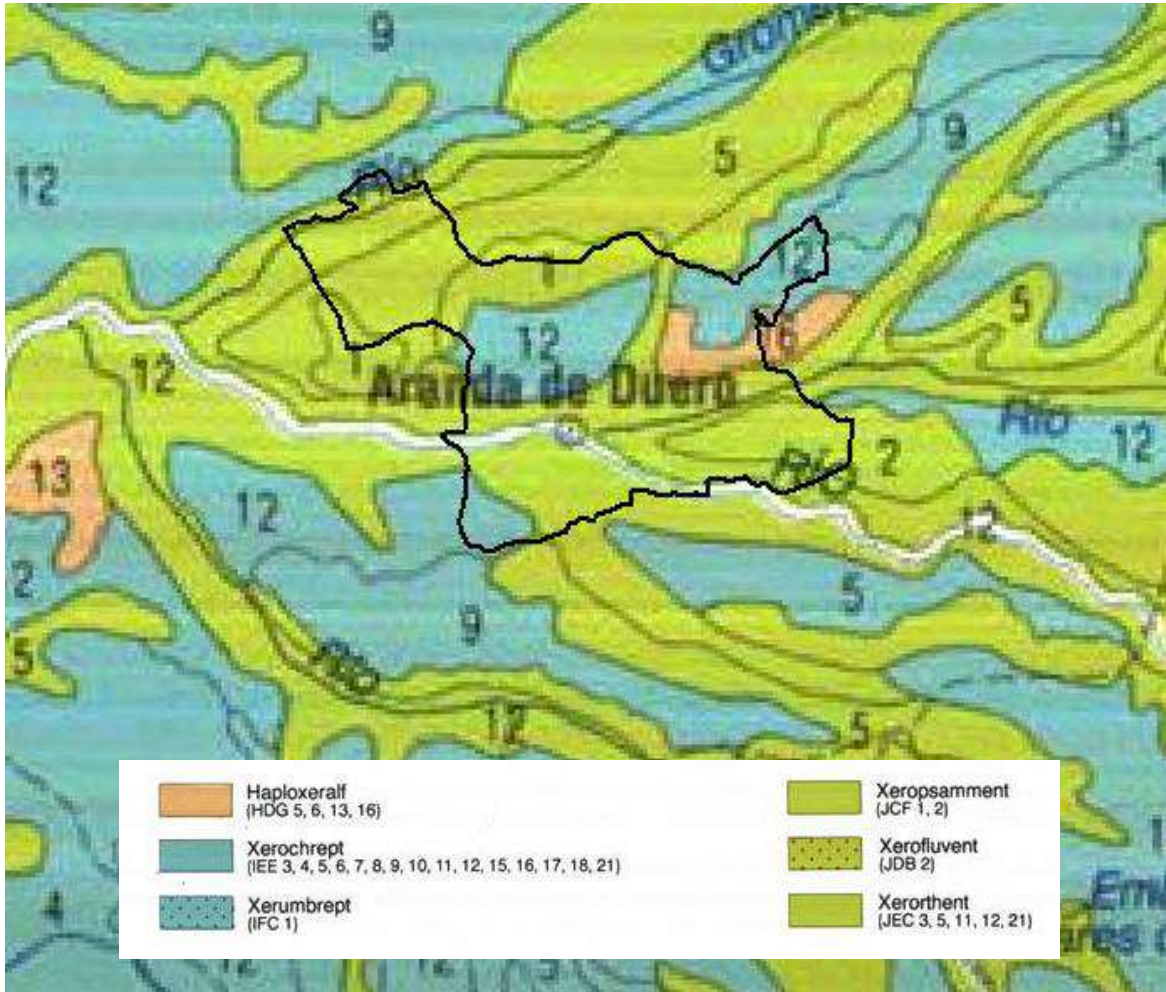 9
Río
12
5
9
9
12
1
5
12
6
Aranda de Duero
12
Río
12
Río
2
13
12
12
2
5
9
5
Río
12
5
Haploxeralf
(HDG 5, 6, 13, 16)
Xerochrept
(IEE 3, 4, 5, 6, 7, 8, 9, 10, 11, 12, 15, 16, 17, 18, 21)
Xerumbrept
(IFC 1)
Xeropsamment
(JCF 1, 2)
Xerofluvent
(JDB 2)
Xerorthent
(JEC 3, 5, 11, 12, 21)
4
12
12